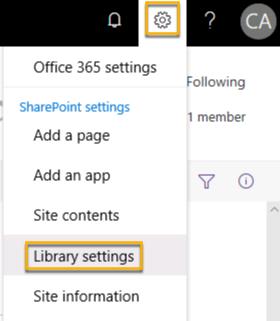 ?
CA
Office 365 settings
Following
SharePoint settings
1 member
Add a page
Add an app
Site contents
Library settings
Site information